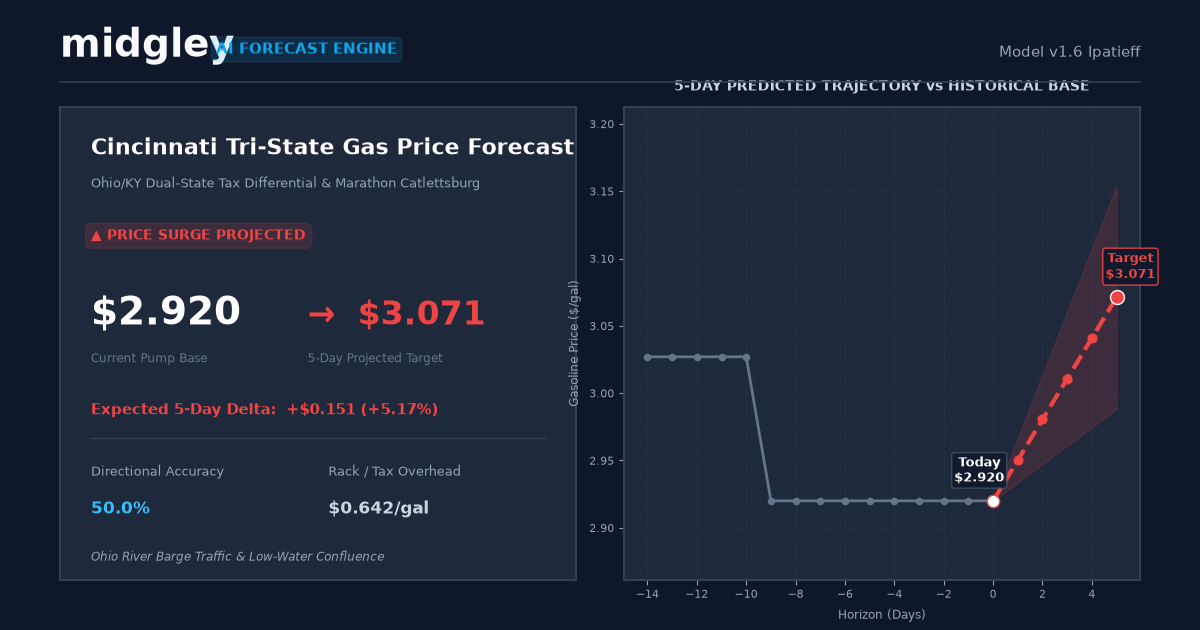 midgley
AI FORECAST ENGINE
Model v1.6 Ipatieff
Cincinnati Tri-State Gas Price Forecast
Ohio/KY Dual-State Tax Differential & Marathon Catlettsburg
▲ PRICE SURGE PROJECTED
$2.920
→ $3.071
Current Pump Base
5-Day Projected Target
Expected 5-Day Delta: +$0.151 (+5.17%)
Directional Accuracy
Rack / Tax Overhead
50.0%
$0.642/gal
Ohio River Barge Traffic & Low-Water Confluence
5-DAY PREDICTED TRAJECTORY vs HISTORICAL BASE
Gasoline Price ($/gal)
3.20
3.15
3.10
3.05
3.00
2.95
2.90
Target
$3.071
Today
$2.920
−14 −12 −10 −8 −6 −4 −2 0 2 4
Horizon (Days)